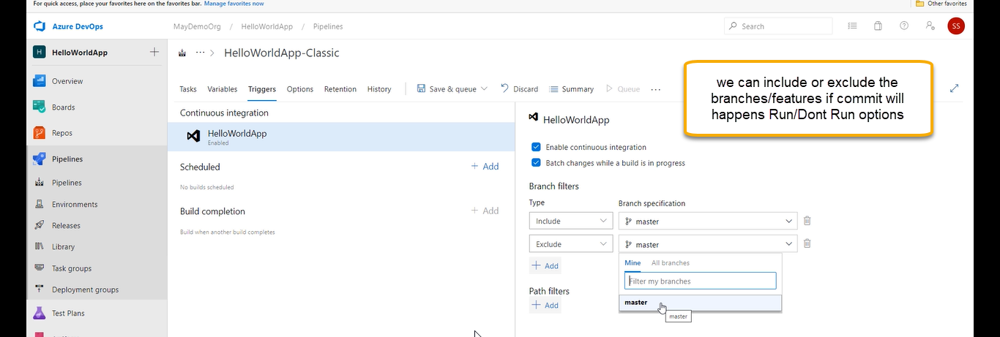 For quick access, place your favorites here on the favorites bar. Manage favorites now
Other favorites
Azure DevOps
MayDemoOrg / HelloWorldApp / Pipelines
Search
SS
H HelloWorldApp
Overview
Boards
Repos
Pipelines
Pipelines
Environments
Releases
Library
Task groups
Deployment groups
Test Plans
··· > HelloWorldApp-Classic
Tasks Variables Triggers Options Retention History Save & queue Discard Summary Queue ...
we can include or exclude the
branches/features if commit will
happens Run/Dont Run options
Continuous integration
HelloWorldApp
Enabled
Scheduled
+ Add
No builds scheduled
Build completion
+ Add
Build when another build completes
HelloWorldApp
Enable continuous integration
Batch changes while a build is in progress
Branch filters
Type Branch specification
Include master
Exclude master
+ Add
Mine All branches
Filter my branches
master
master
Path filters
+ Add